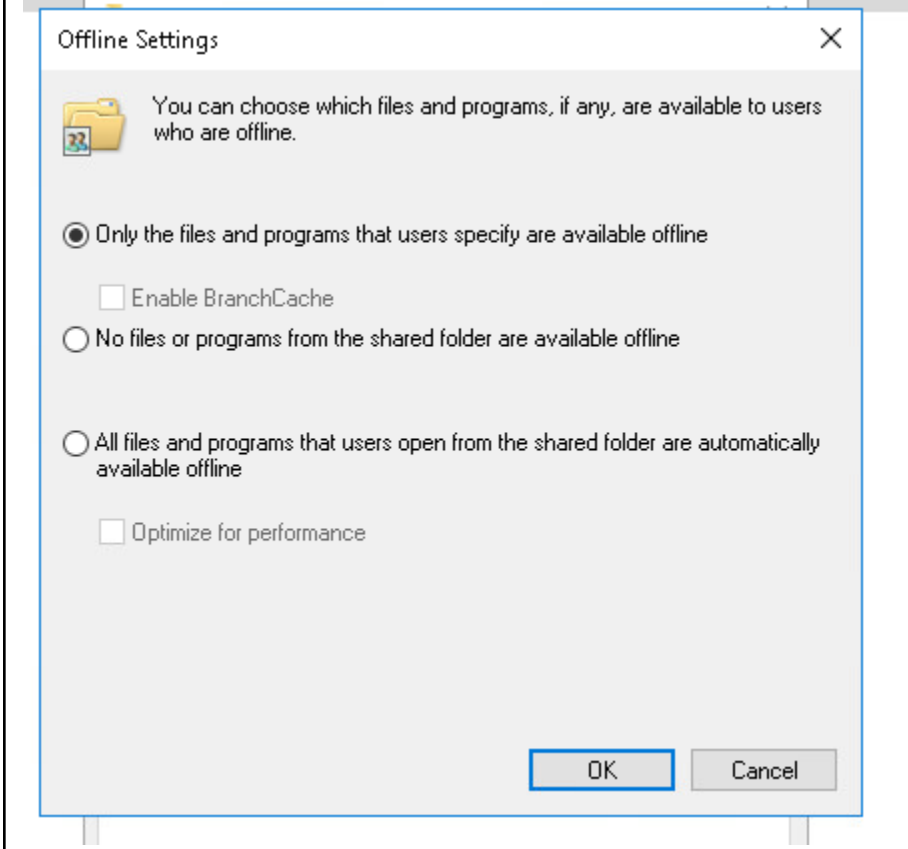 Offline Settings
You can choose which files and programs, if any, are available to users
who are offline.
Only the files and programs that users specify are available offline
Enable BranchCache
No files or programs from the shared folder are available offline
All files and programs that users open from the shared folder are automatically
available offline
Optimize for performance
OK
Cancel